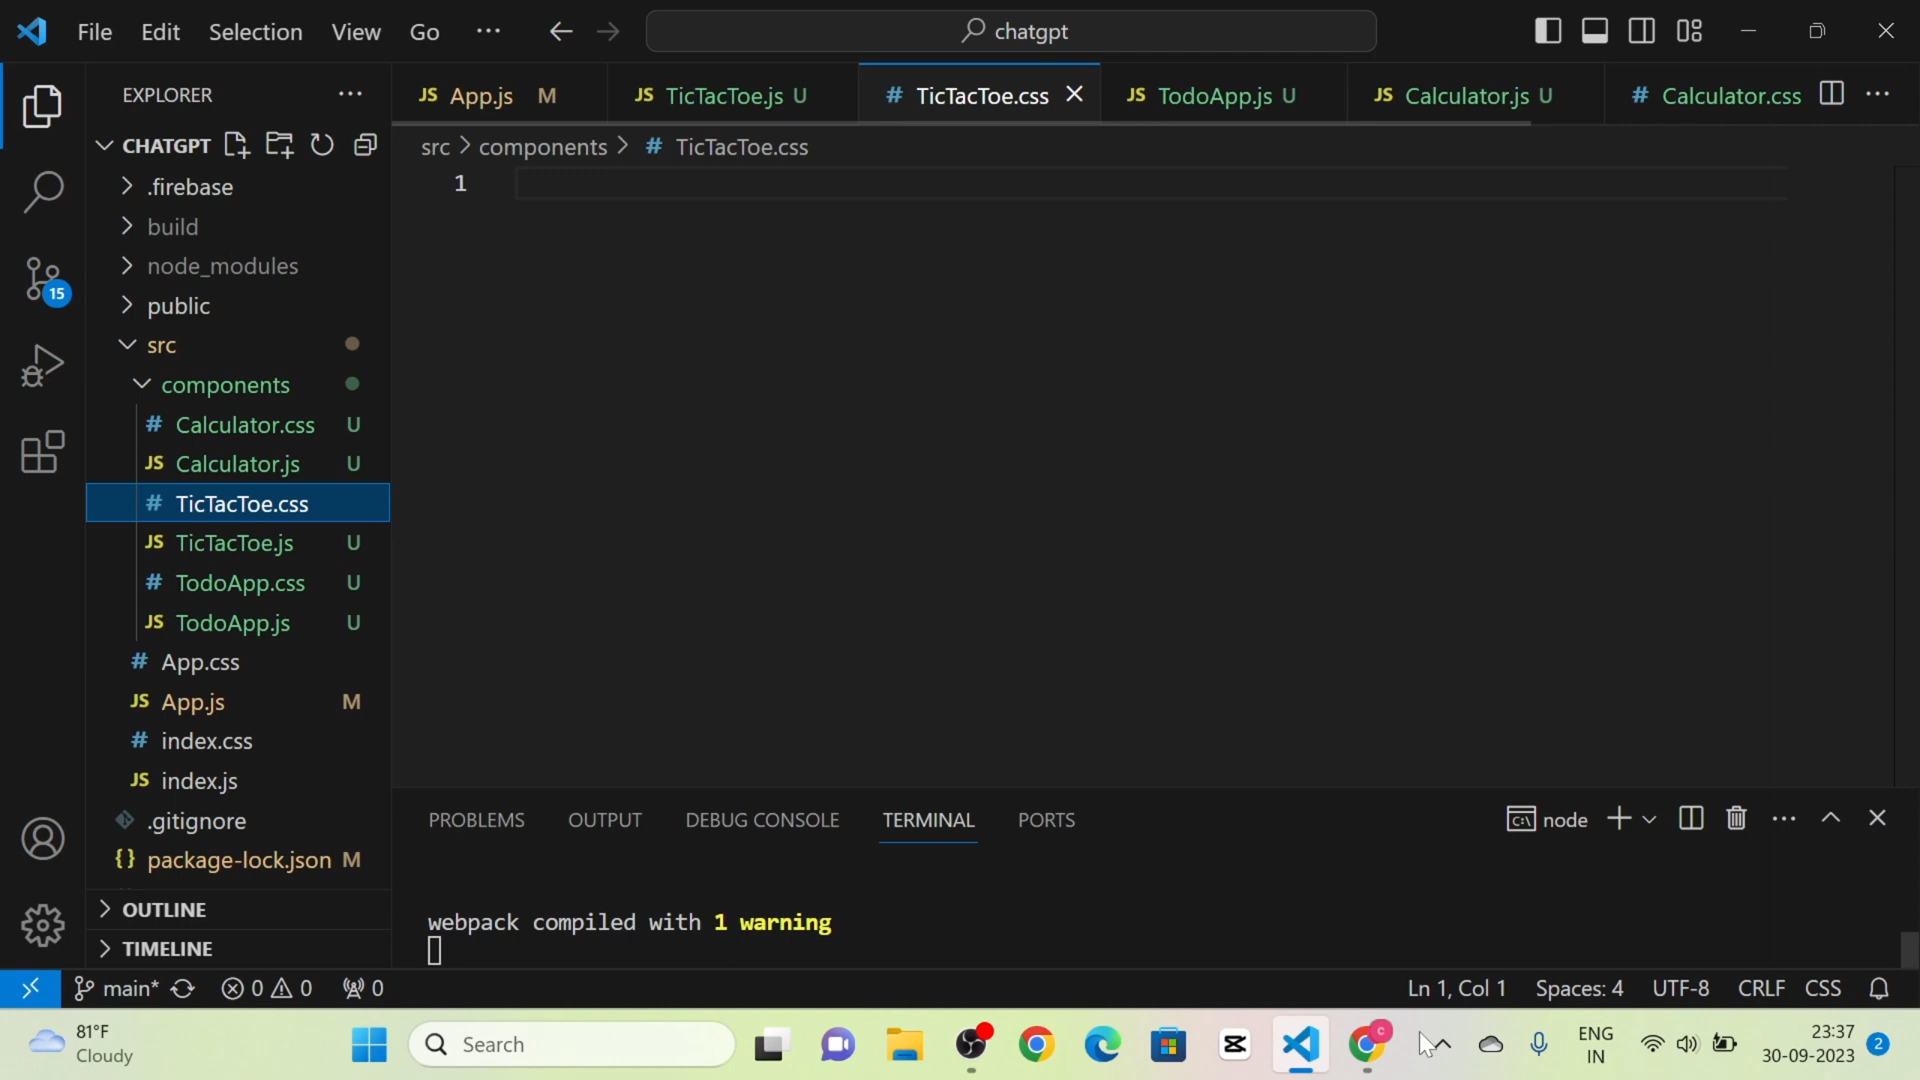 File Edit Selection View Go ··· chatgpt
EXPLORER ···
CHATGPT
.firebase
build
node_modules
public
src
components
# Calculator.css U
JS Calculator.js U
# TicTacToe.css
JS TicTacToe.js U
# TodoApp.css U
JS TodoApp.js U
# App.css
JS App.js M
# index.css
JS index.js
.gitignore
{} package-lock.json M
OUTLINE
TIMELINE
15
JS App.js M JS TicTacToe.js U # TicTacToe.css JS TodoApp.js U JS Calculator.js U # Calculator.css ···
src > components > # TicTacToe.css
1
PROBLEMS OUTPUT DEBUG CONSOLE TERMINAL PORTS node ···
webpack compiled with 1 warning
main* 0 0 0 Ln 1, Col 1 Spaces: 4 UTF-8 CRLF CSS
81°F
Cloudy
Search
C
ENG
IN
23:37
30-09-2023
2